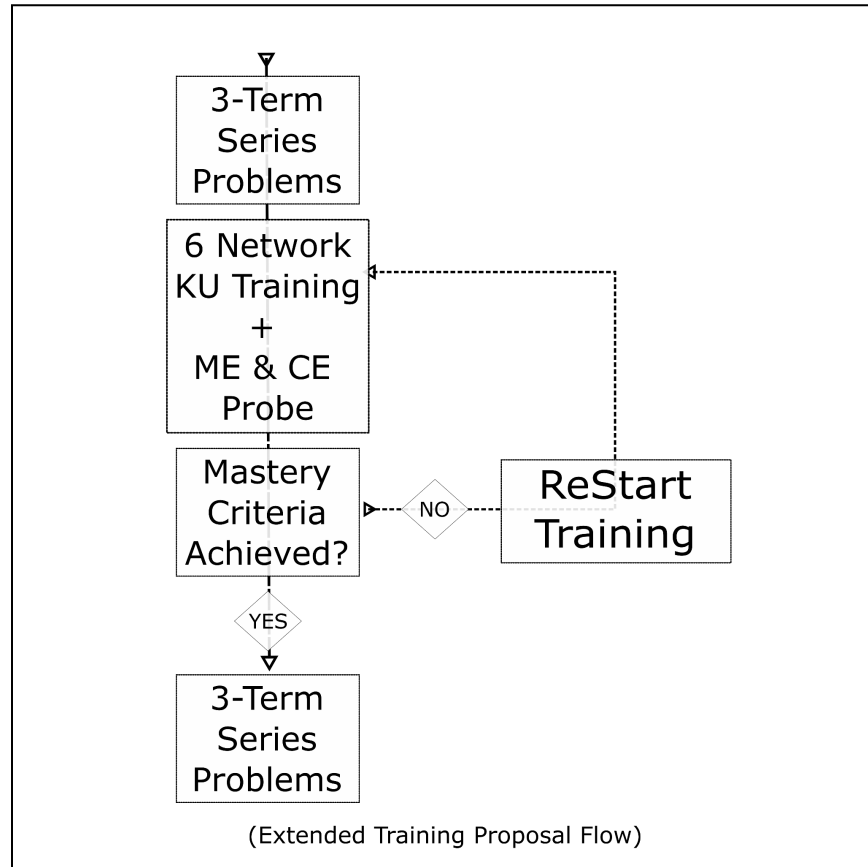 3-Term
Series
Problems
6 Network
KU Training
+
ME & CE
Probe
Mastery
Criteria
Achieved?
NO
ReStart
Training
YES
3-Term
Series
Problems
(Extended Training Proposal Flow)